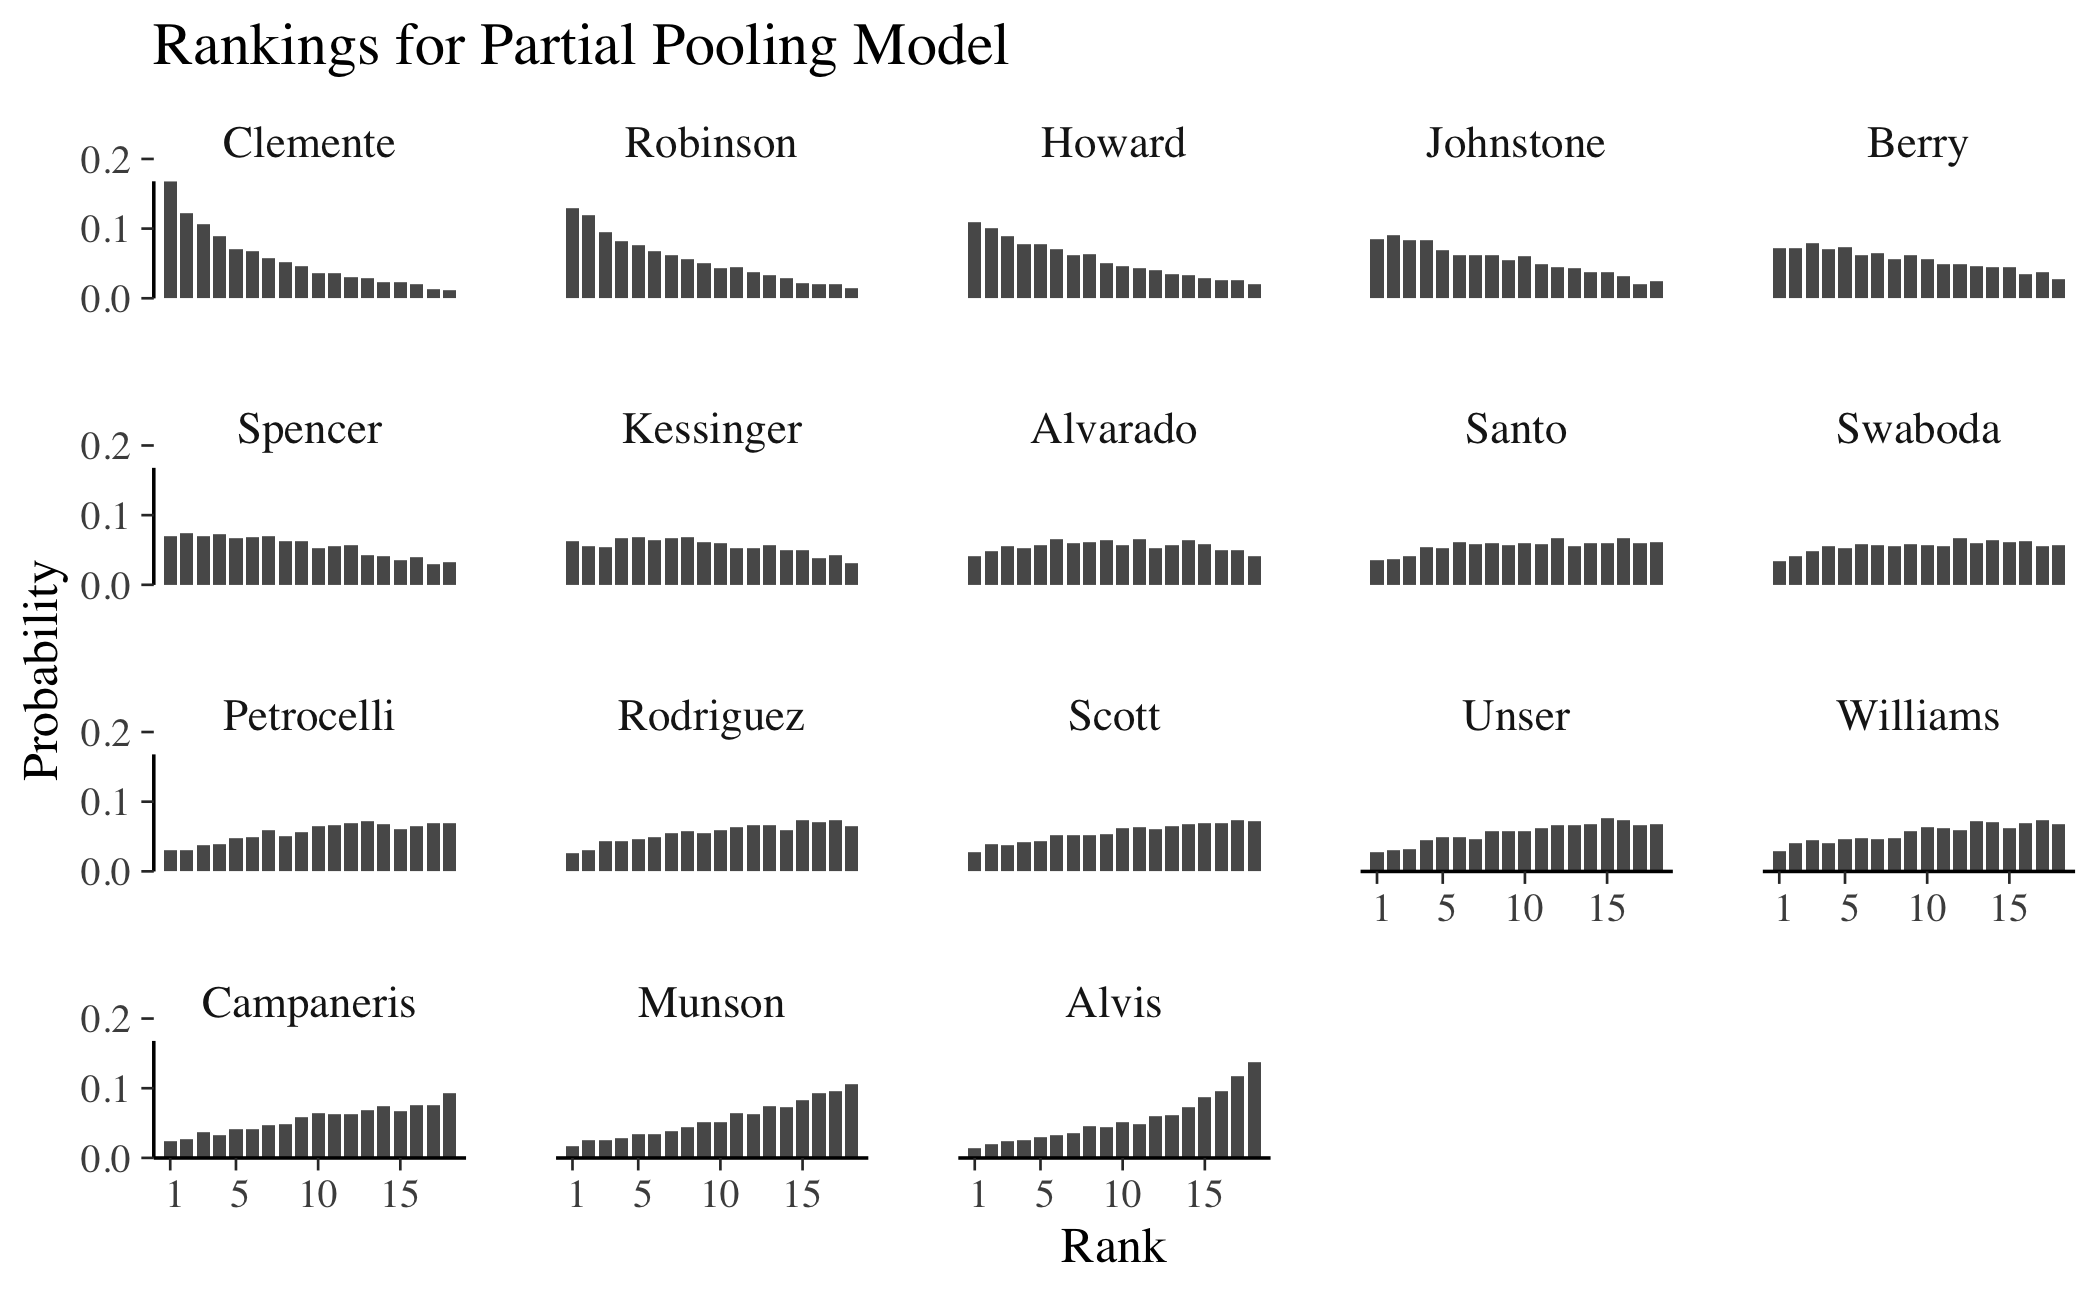 Rankings for Partial Pooling Model
Clemente Robinson Howard Johnstone Berry
0.2
0.1
0.0
Spencer Kessinger Alvarado Santo Swaboda
0.2
0.1
0.0
Probability
Petrocelli Rodriguez Scott Unser Williams
0.2
0.1
0.0
1 5 10 15 1 5 10 15
Campaneris Munson Alvis
0.2
0.1
0.0
1 5 10 15 1 5 10 15 1 5 10 15
Rank